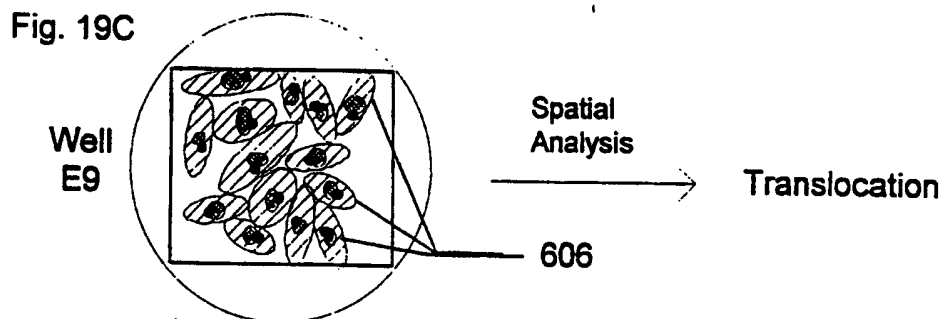 Fig. 19C
Well
E9
Spatial
Analysis
Translocation
606